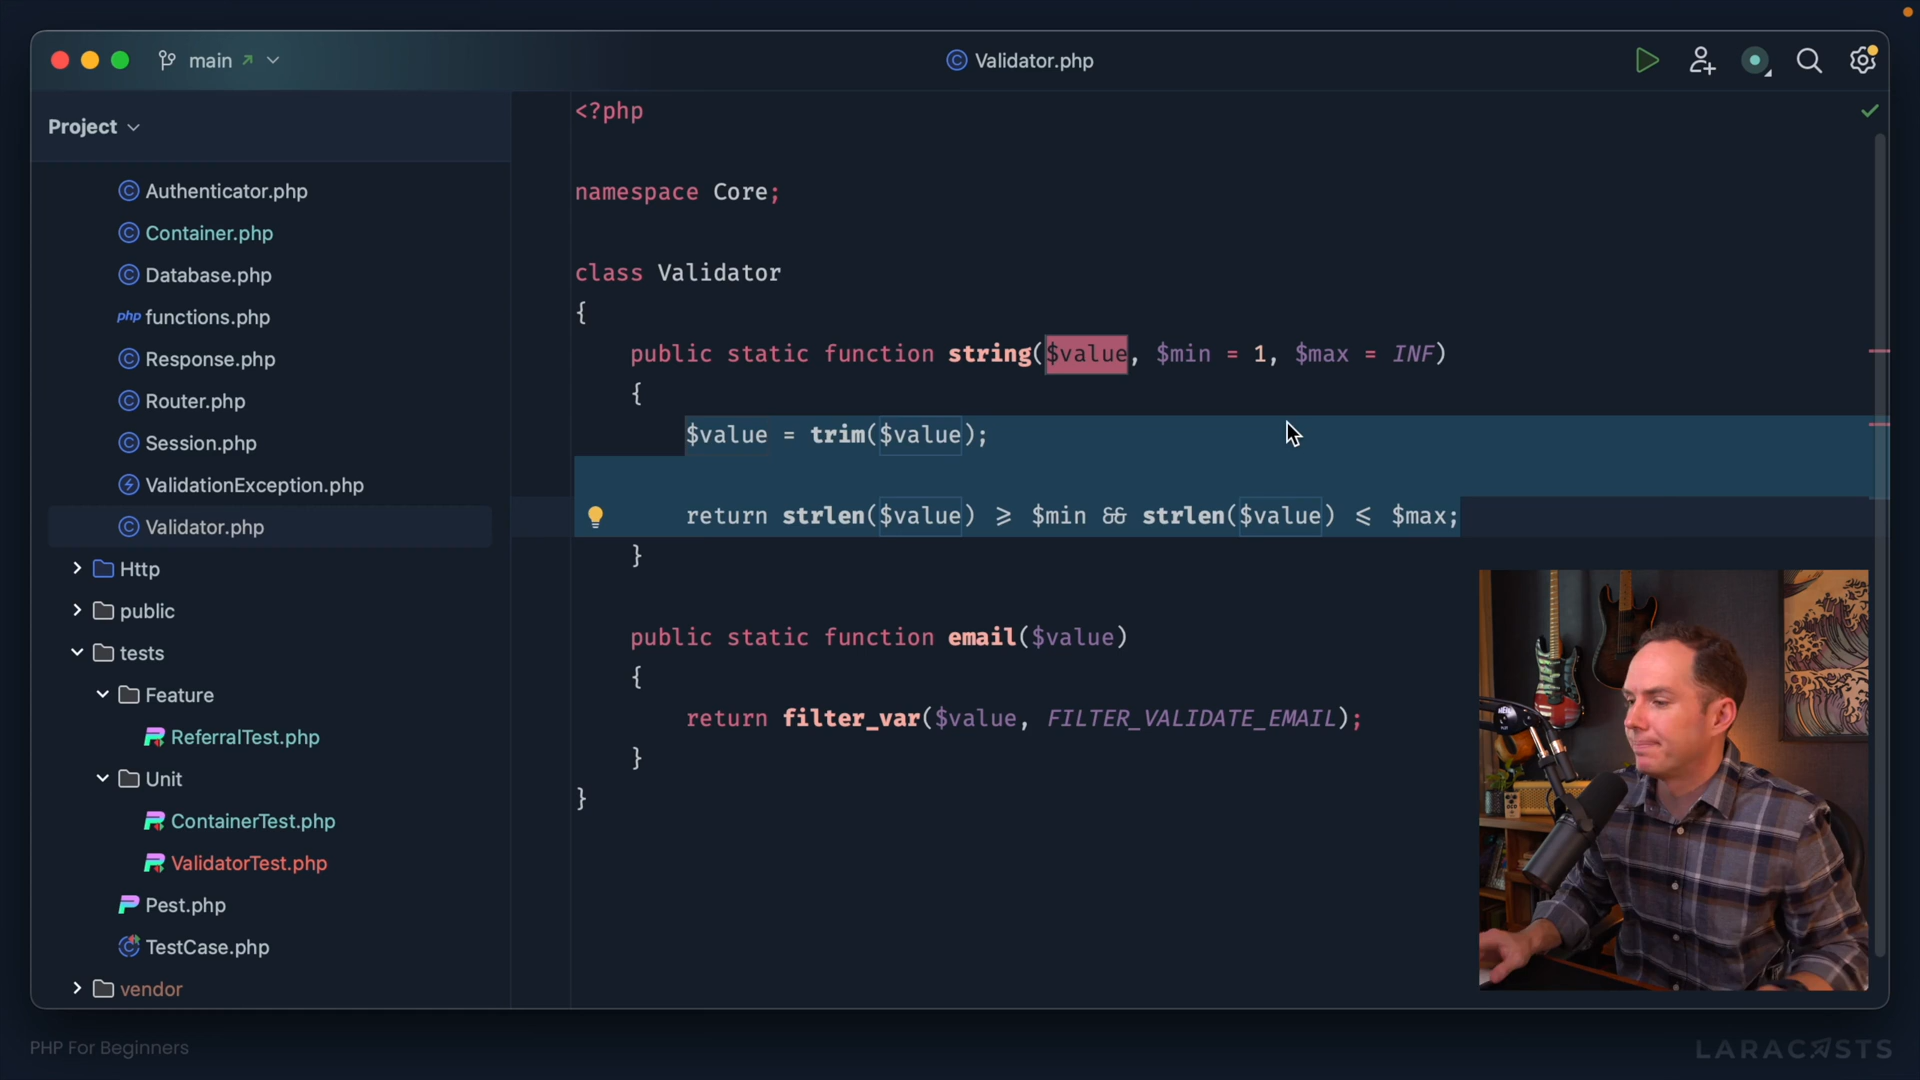 main
Validator.php
Project
Authenticator.php
Container.php
Database.php
php functions.php
Response.php
Router.php
Session.php
ValidationException.php
Validator.php
Http
public
tests
Feature
ReferralTest.php
Unit
ContainerTest.php
ValidatorTest.php
Pest.php
TestCase.php
vendor
<?php
namespace Core;
class Validator
{
public static function string($value, $min = 1, $max = INF)
{
$value = trim($value);
return strlen($value) ⩾ $min && strlen($value) ⩽ $max;
}
public static function email($value)
{
return filter_var($value, FILTER_VALIDATE_EMAIL);
}
}
PHP For Beginners
LARACASTS